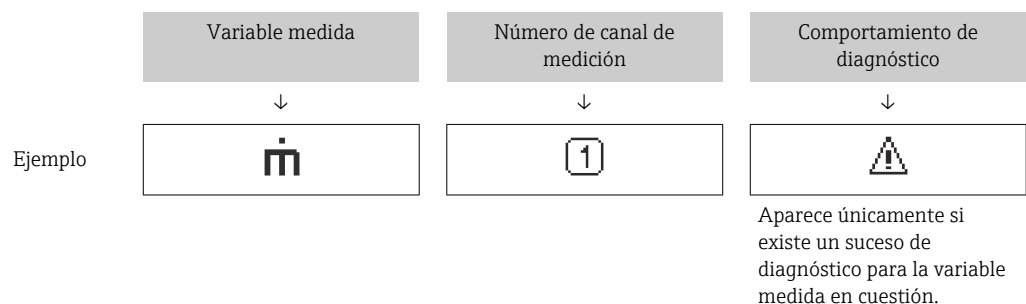 Variable medida
Número de canal de
medición
Comportamiento de
diagnóstico
↓ ↓ ↓
Ejemplo ṁ 1 ⚠
Aparece únicamente si
existe un suceso de
diagnóstico para la variable
medida en cuestión.